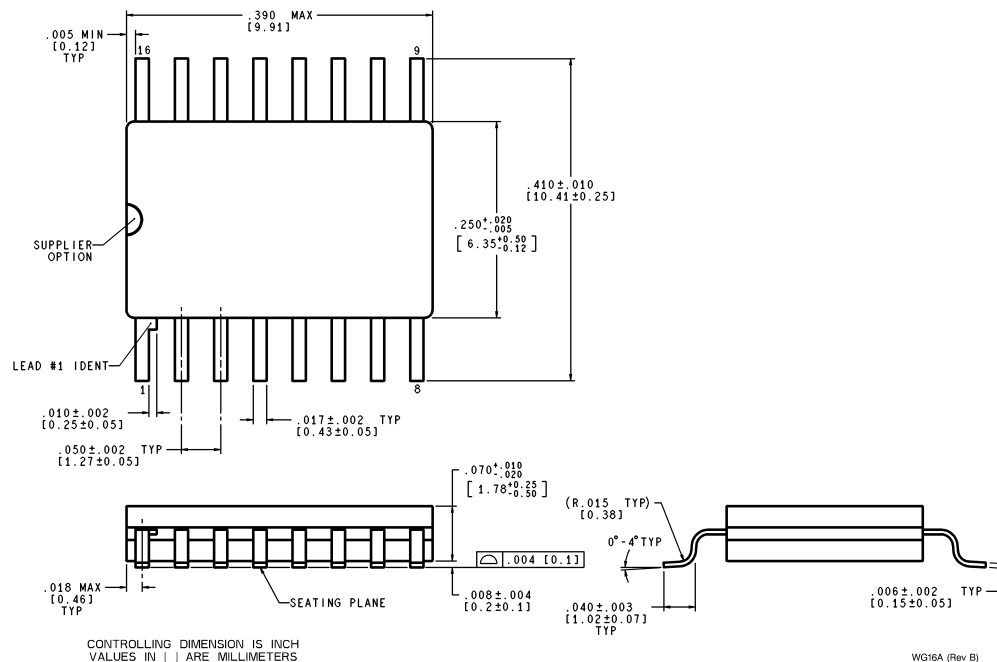 .390 MAX
[9.91]
.005 MIN
[0.12]
TYP
16
9
.410±.010
[10.41±0.25]
.250+.020
-.005
[ 6.35+0.50
-0.12 ]
SUPPLIER
OPTION
LEAD #1 IDENT
1
8
.010±.002
[0.25±0.05]
.017±.002 TYP
[0.43±0.05]
.050±.002 TYP
[1.27±0.05]
.070+.010
-.020
[ 1.78+0.25
-0.50 ]
(R.015 TYP)
[0.38]
0°-4° TYP
.004 [0.1]
.018 MAX
[0.46]
TYP
SEATING PLANE
.008±.004
[0.2±0.1]
.040±.003
[1.02±0.07]
TYP
.006±.002 TYP
[0.15±0.05]
CONTROLLING DIMENSION IS INCH
VALUES IN [ ] ARE MILLIMETERS
WG16A (Rev B)